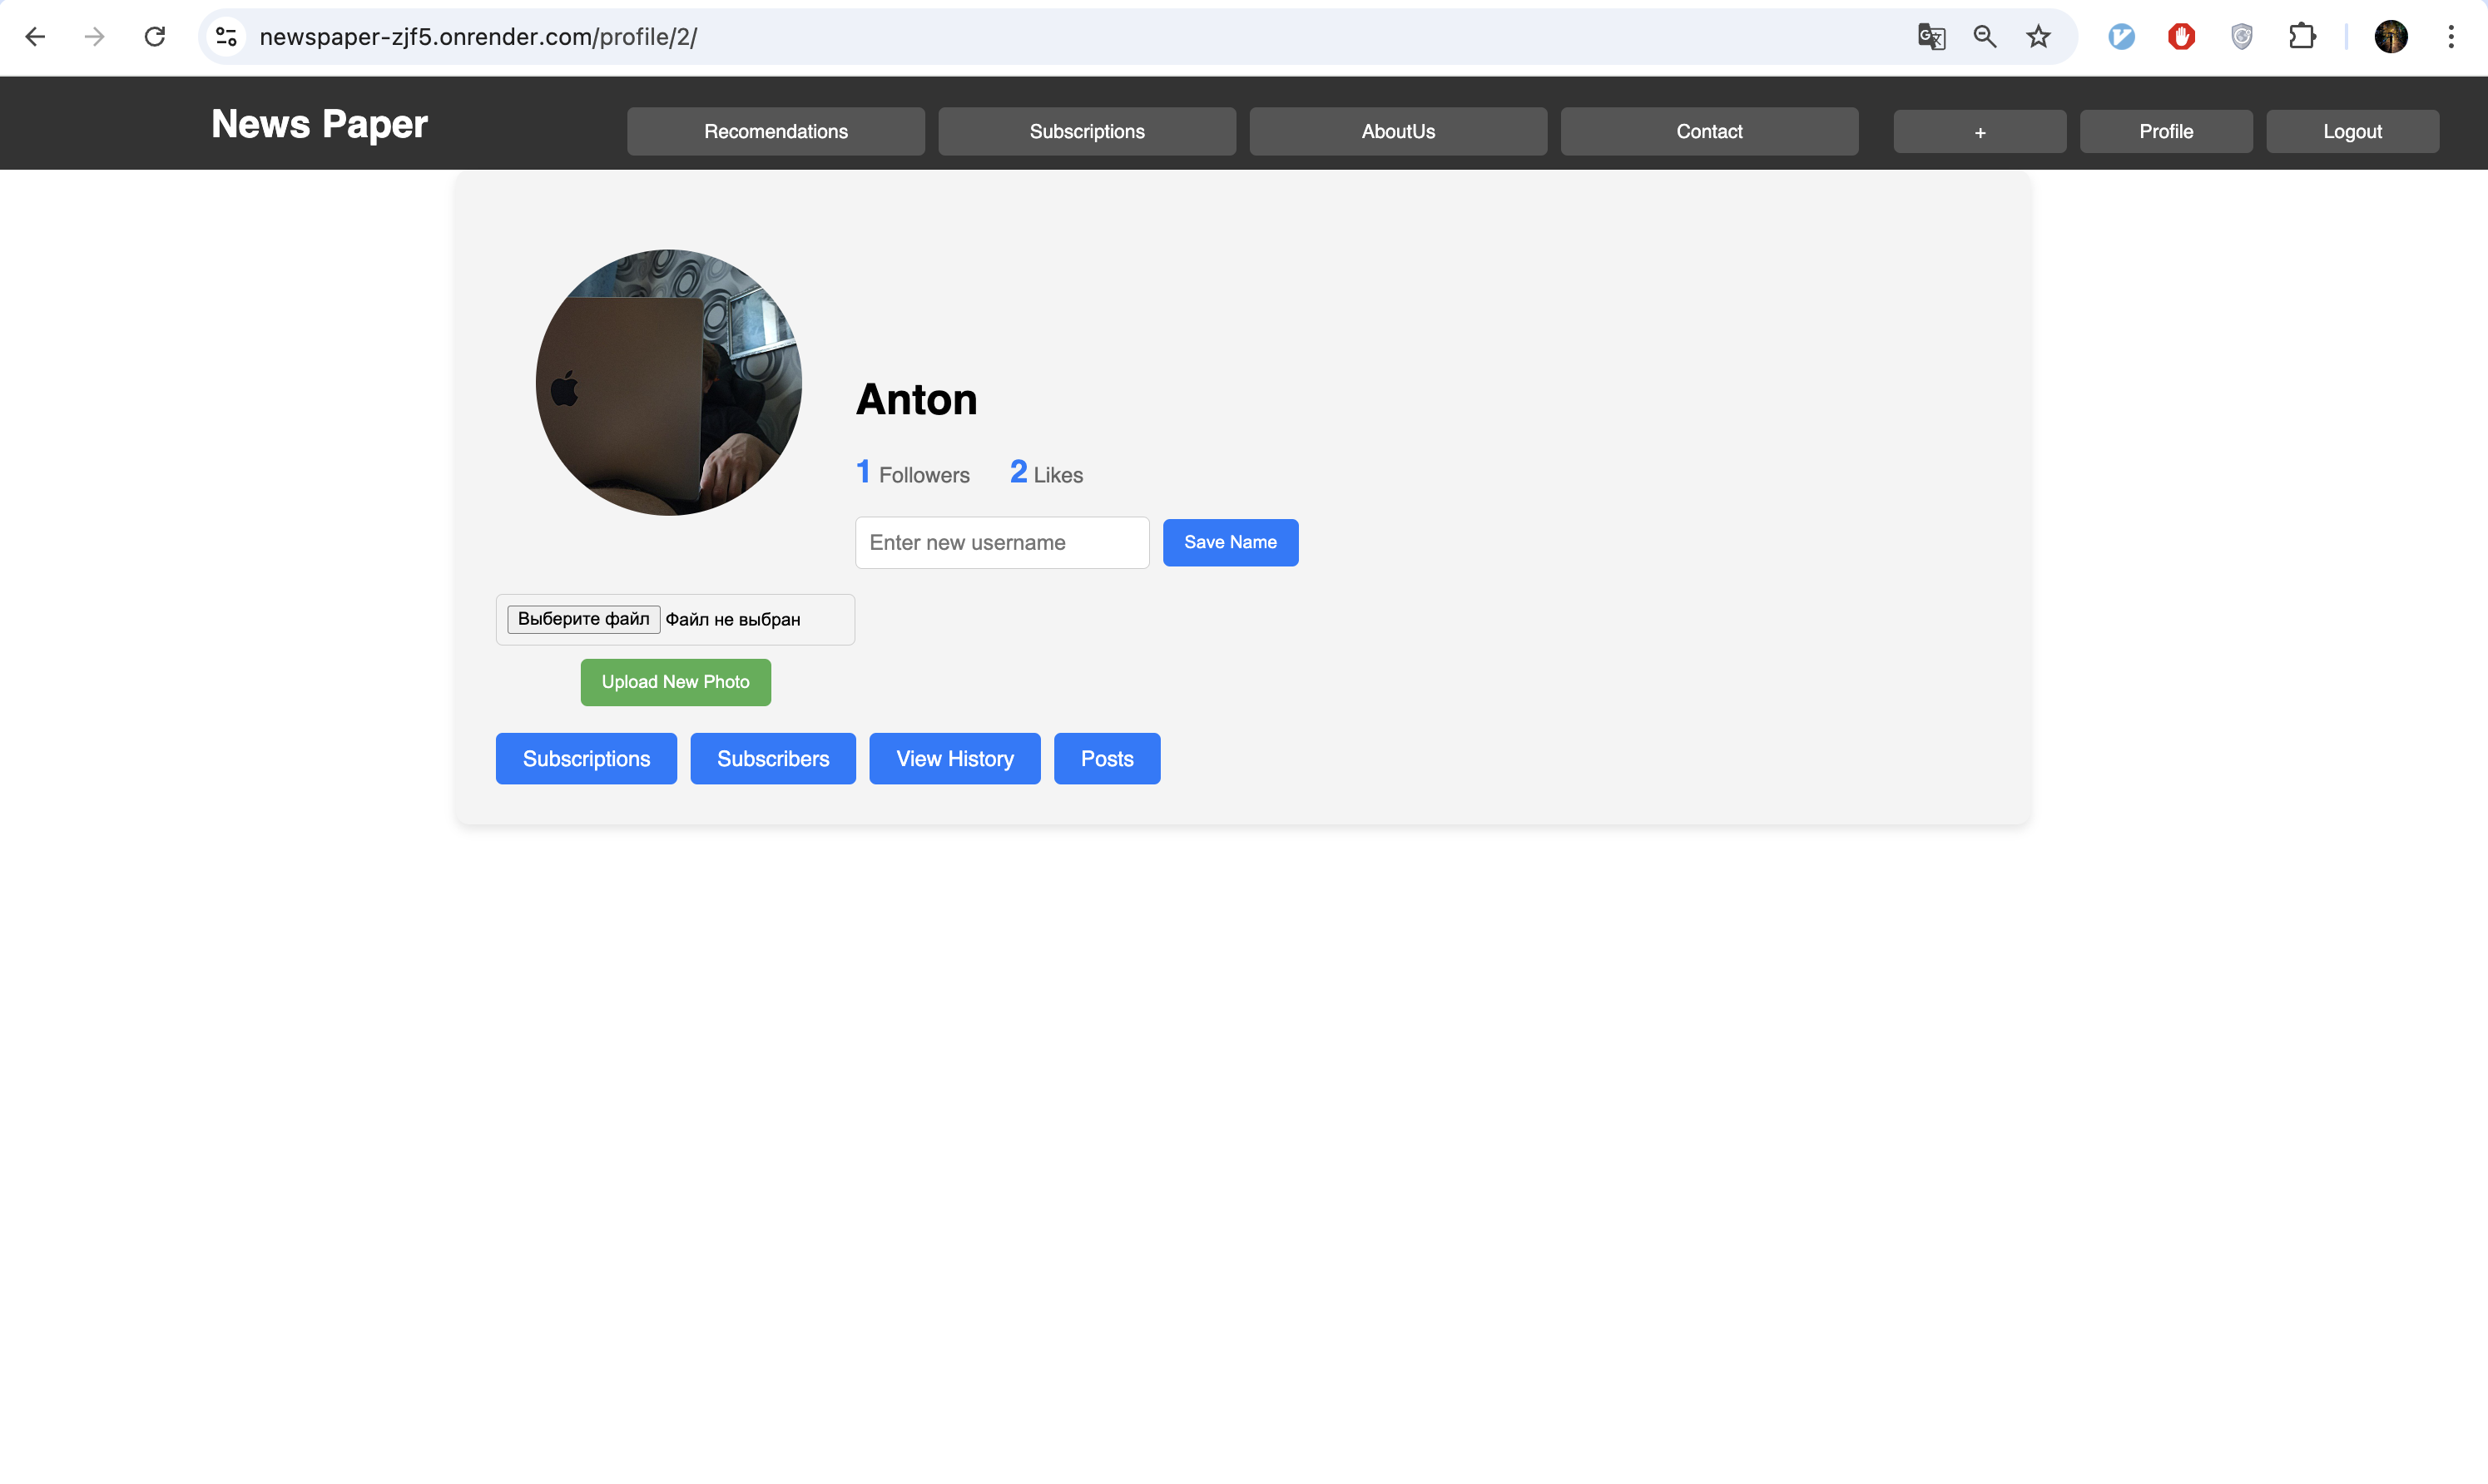 newspaper-zjf5.onrender.com/profile/2/
News Paper
Recomendations
Subscriptions
AboutUs
Contact
+
Profile
Logout
Anton
1 Followers
2 Likes
Enter new username
Save Name
Выберите файл Файл не выбран
Upload New Photo
Subscriptions
Subscribers
View History
Posts